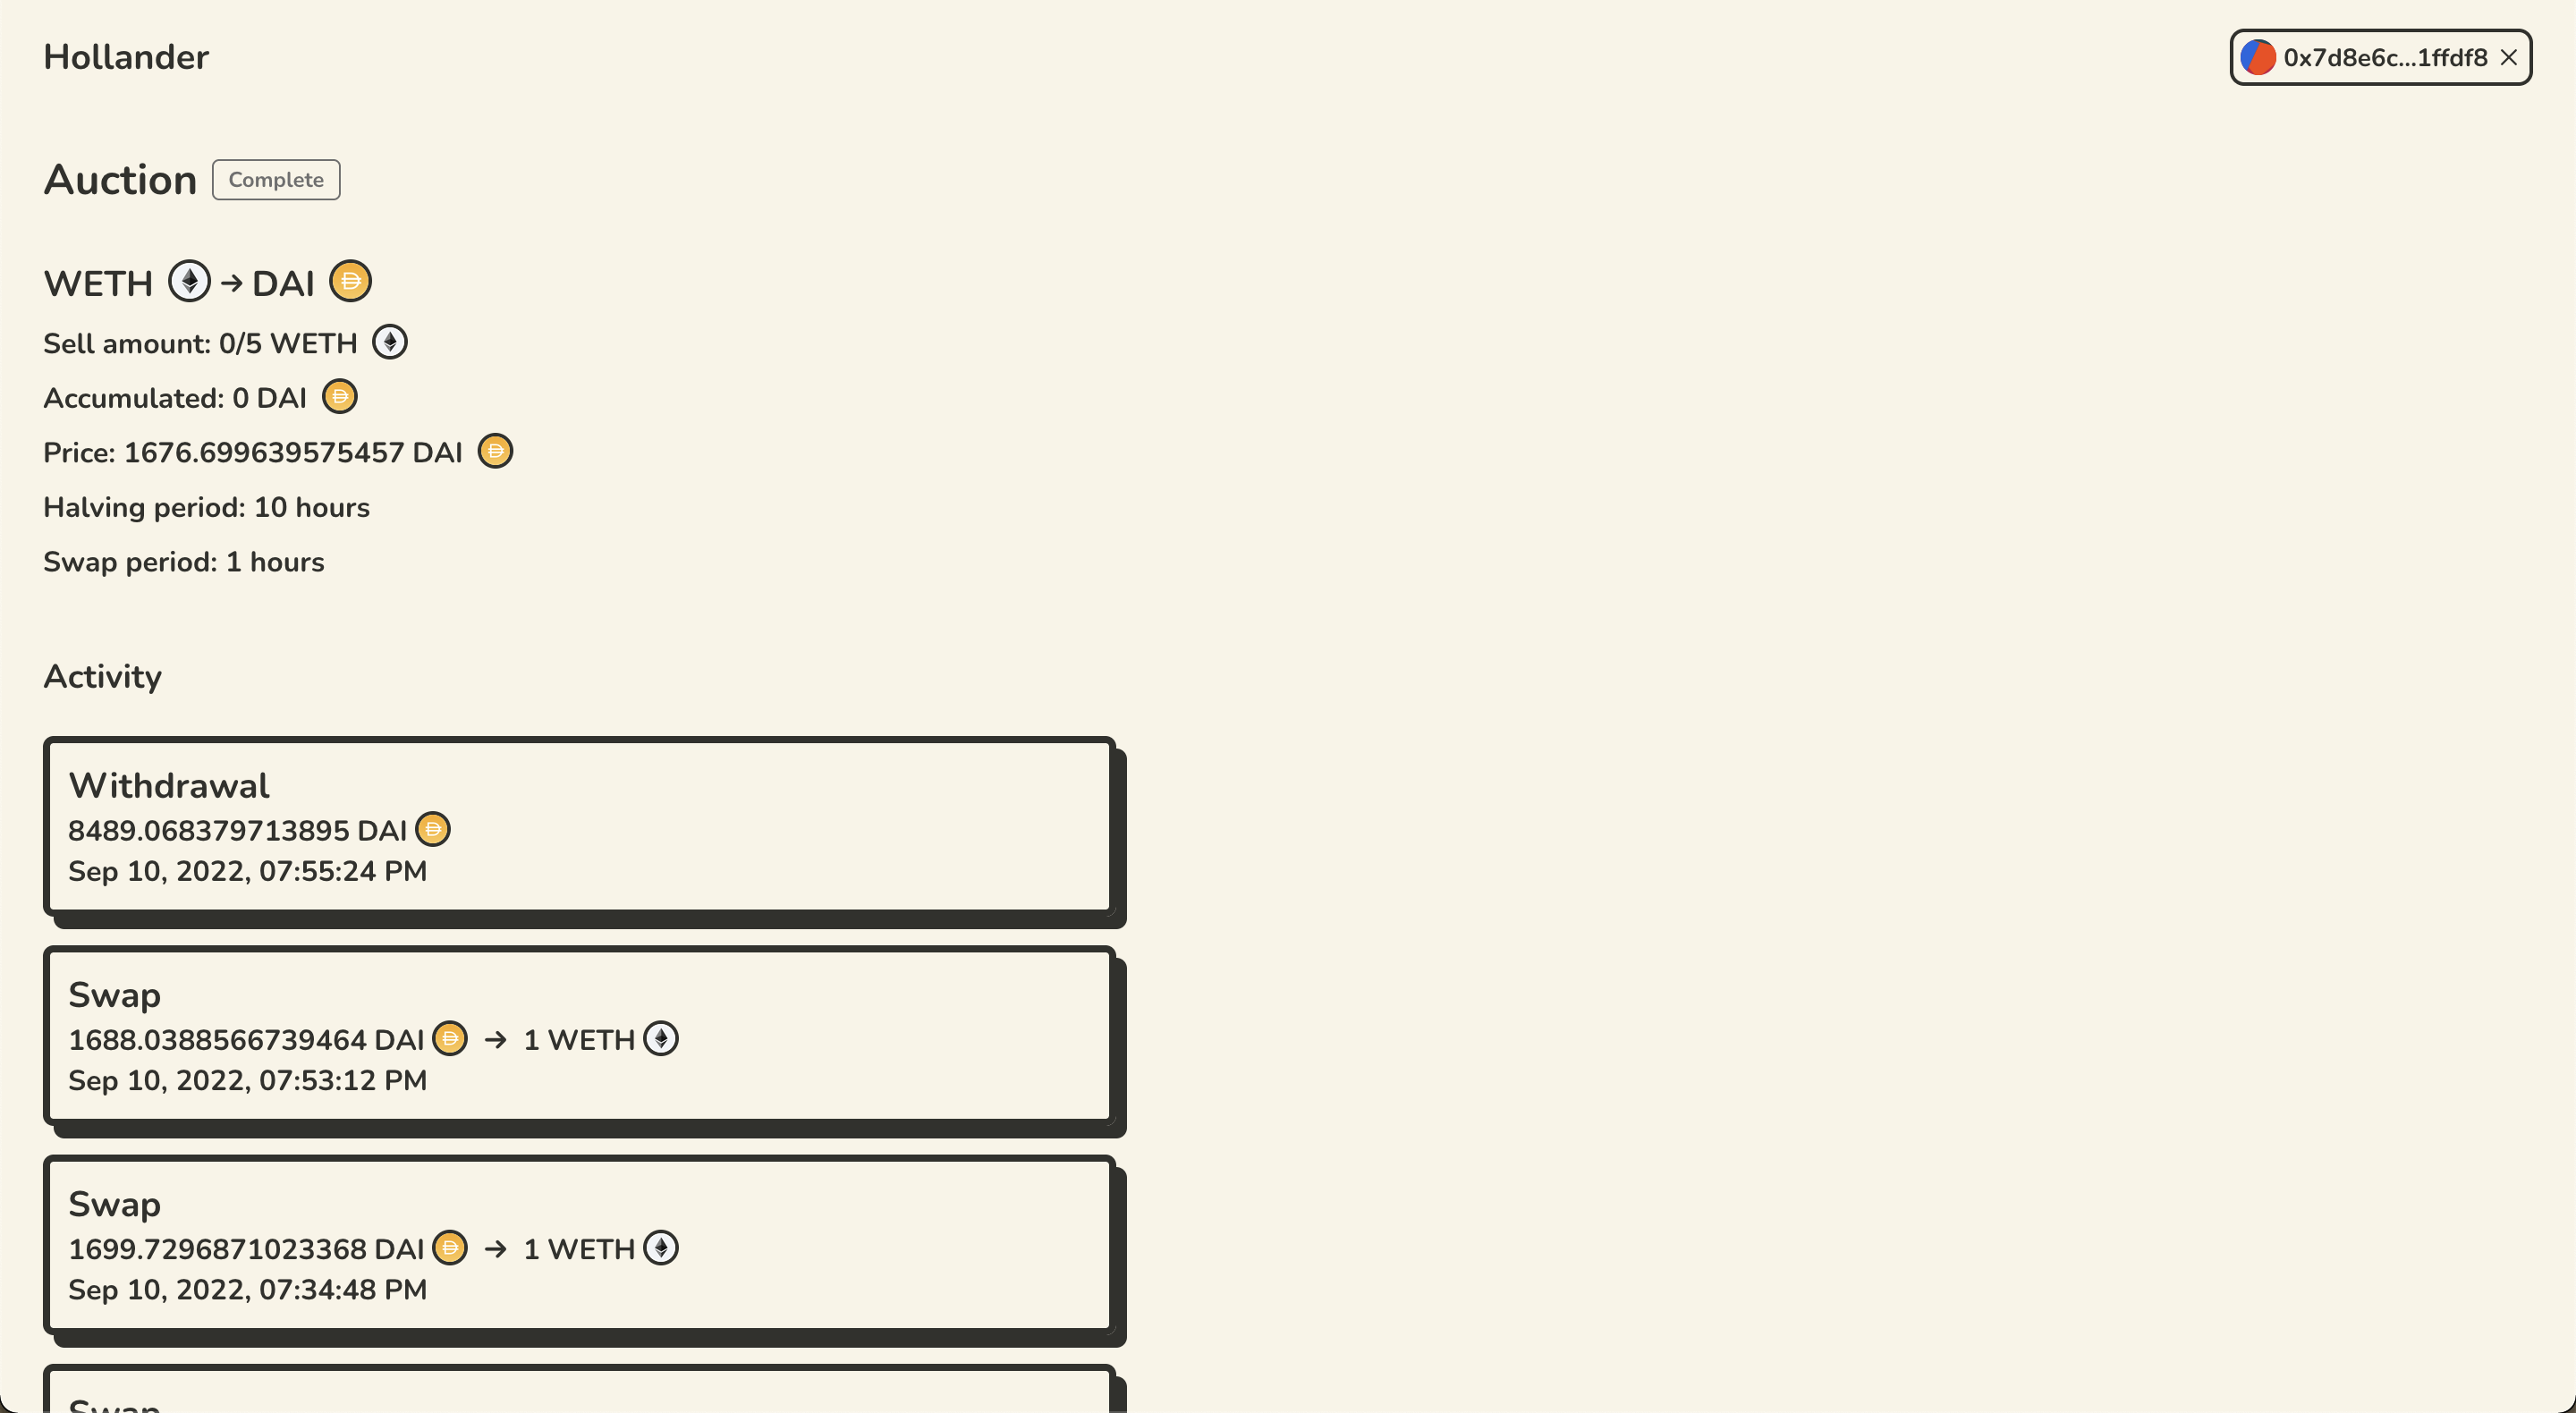 Hollander
0x7d8e6c...1ffdf8
Auction
Complete
WETH → DAI
Sell amount: 0/5 WETH
Accumulated: 0 DAI
Price: 1676.699639575457 DAI
Halving period: 10 hours
Swap period: 1 hours
Activity
Withdrawal
8489.068379713895 DAI
Sep 10, 2022, 07:55:24 PM
Swap
1688.0388566739464 DAI → 1 WETH
Sep 10, 2022, 07:53:12 PM
Swap
1699.7296871023368 DAI → 1 WETH
Sep 10, 2022, 07:34:48 PM
Swap